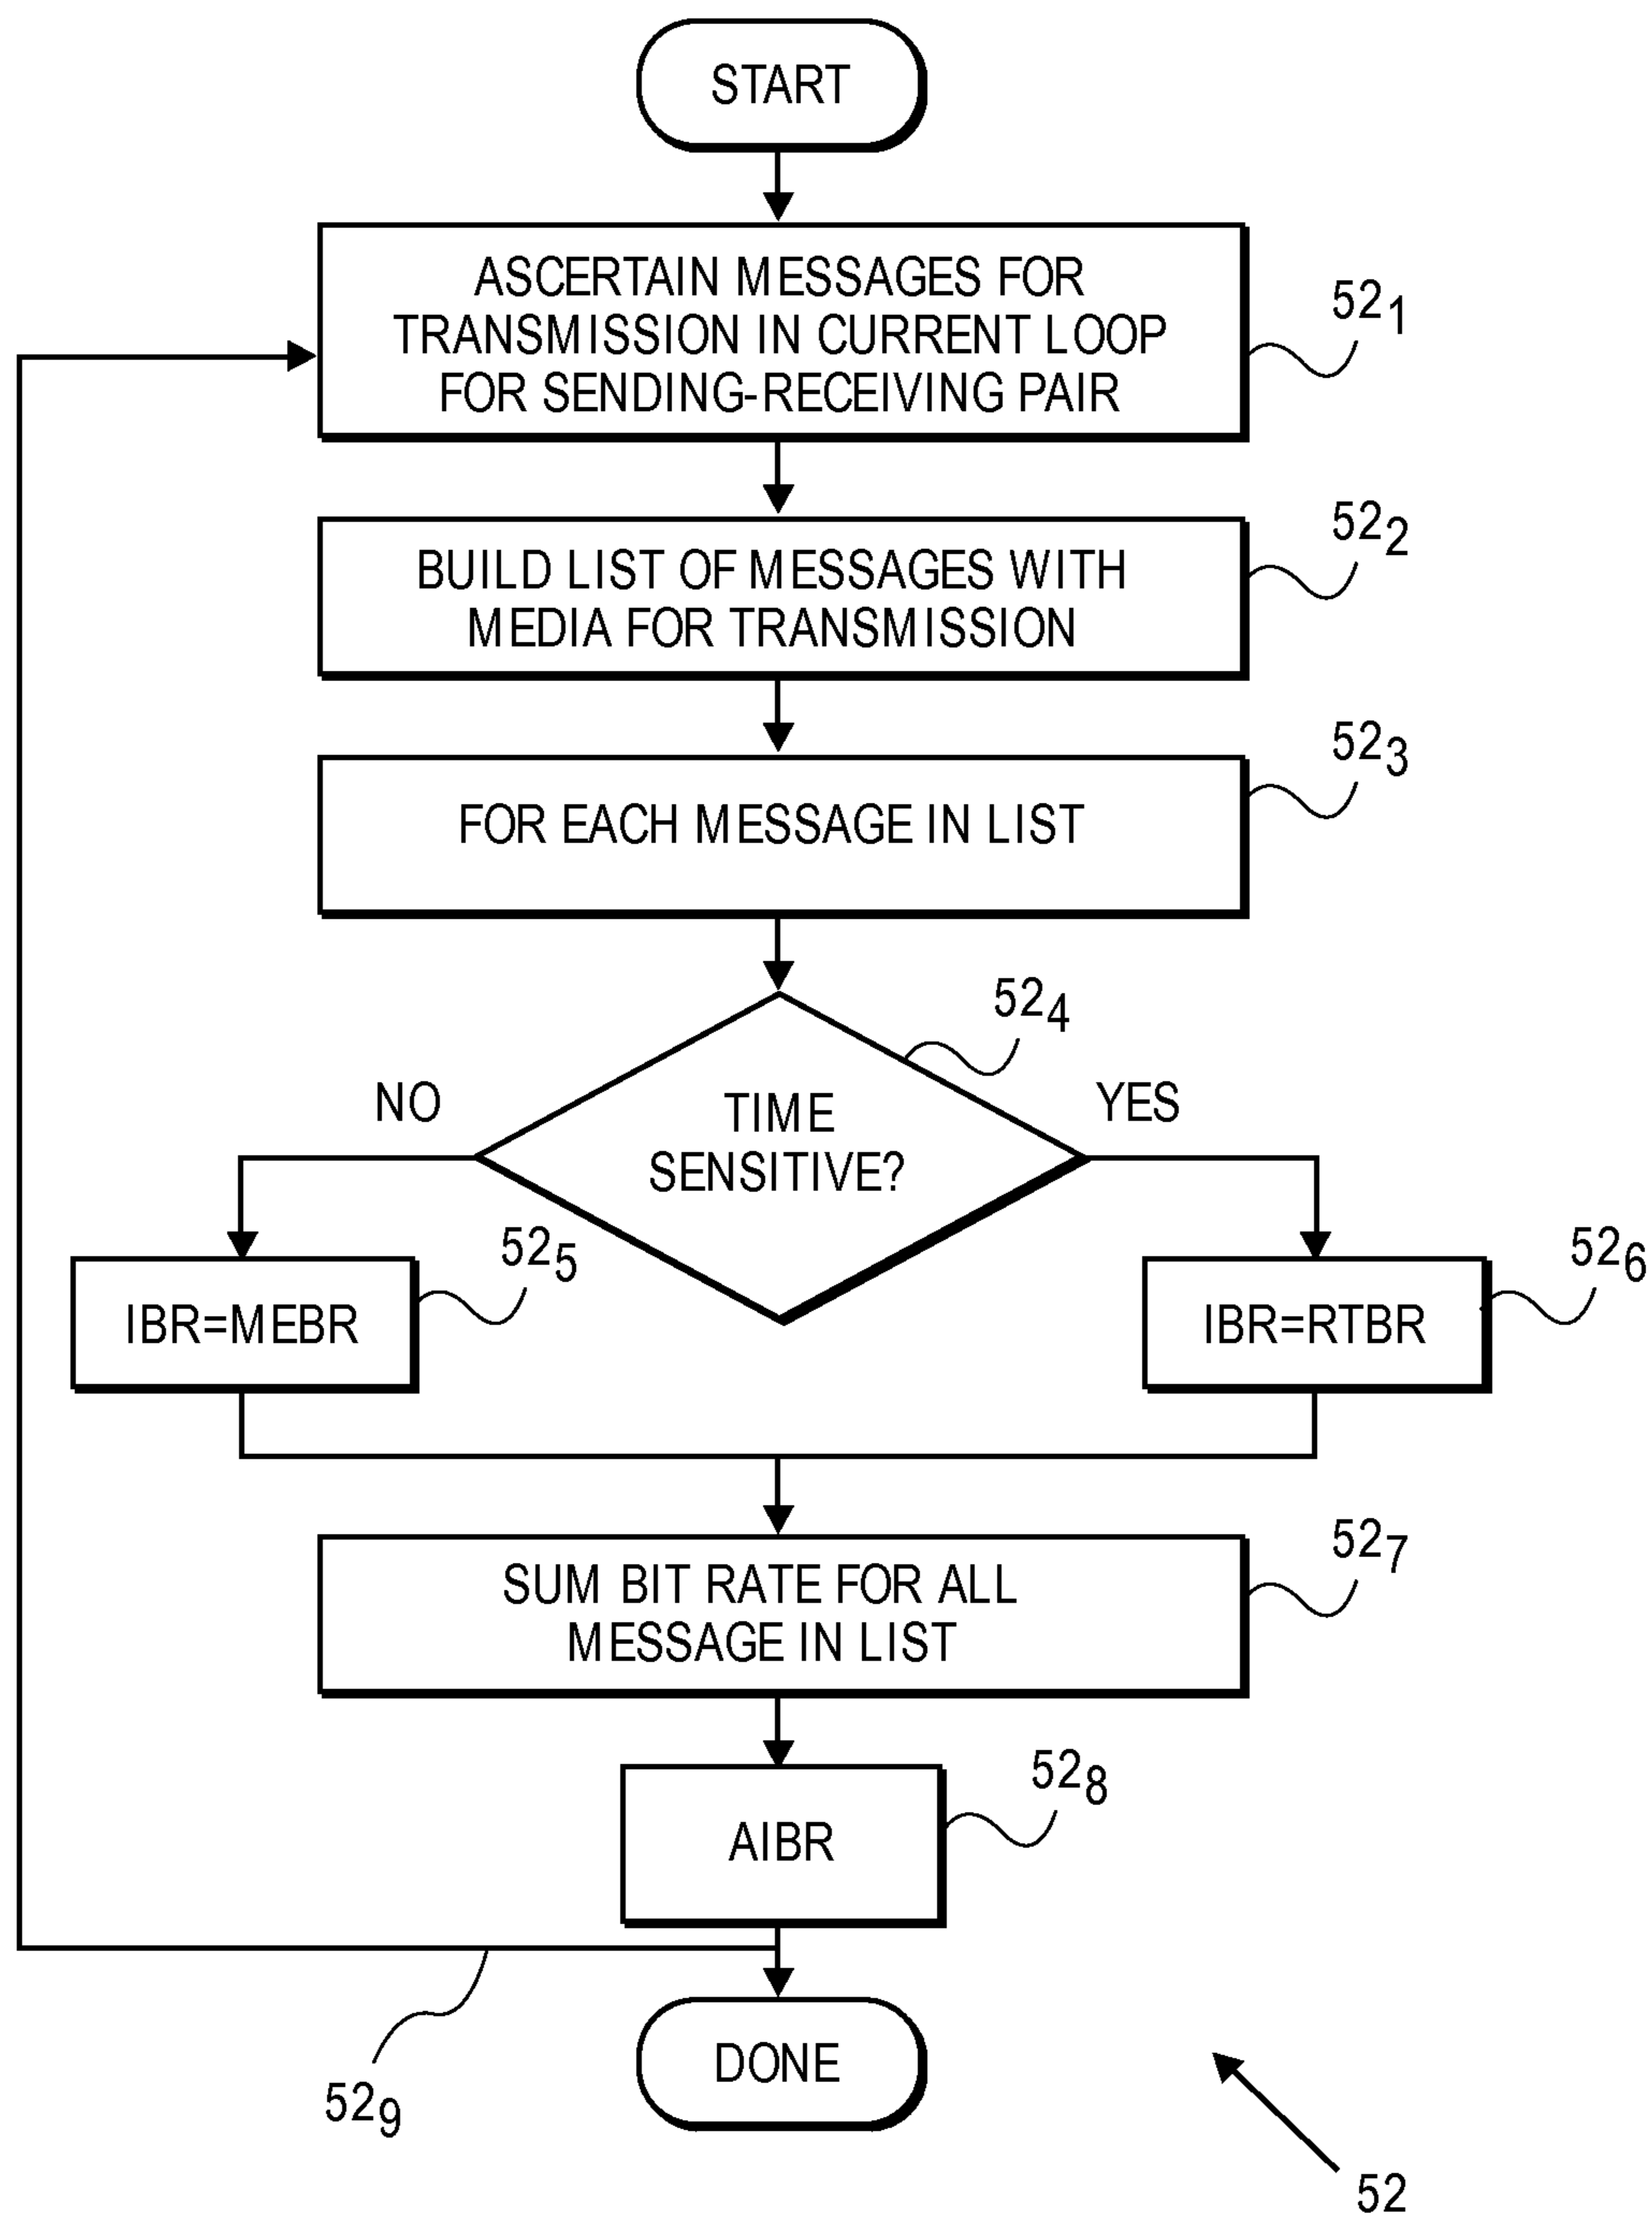 START
ASCERTAIN MESSAGES FOR
TRANSMISSION IN CURRENT LOOP
FOR SENDING-RECEIVING PAIR
52₁
BUILD LIST OF MESSAGES WITH
MEDIA FOR TRANSMISSION
52₂
FOR EACH MESSAGE IN LIST
52₃
52₄
TIME
SENSITIVE?
NO
YES
IBR=MEBR
52₅
IBR=RTBR
52₆
SUM BIT RATE FOR ALL
MESSAGE IN LIST
52₇
AIBR
52₈
DONE
52₉
52